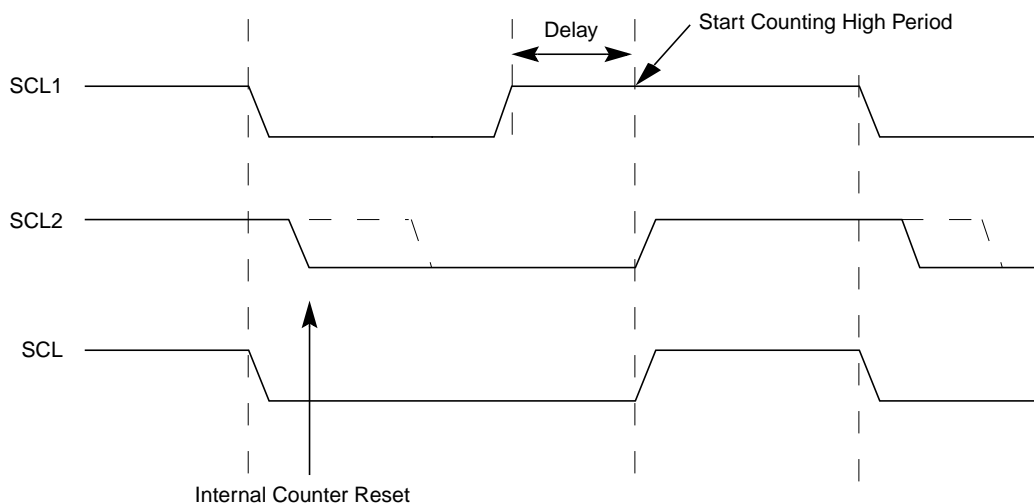 Start Counting High Period
Delay
SCL1
SCL2
SCL
Internal Counter Reset